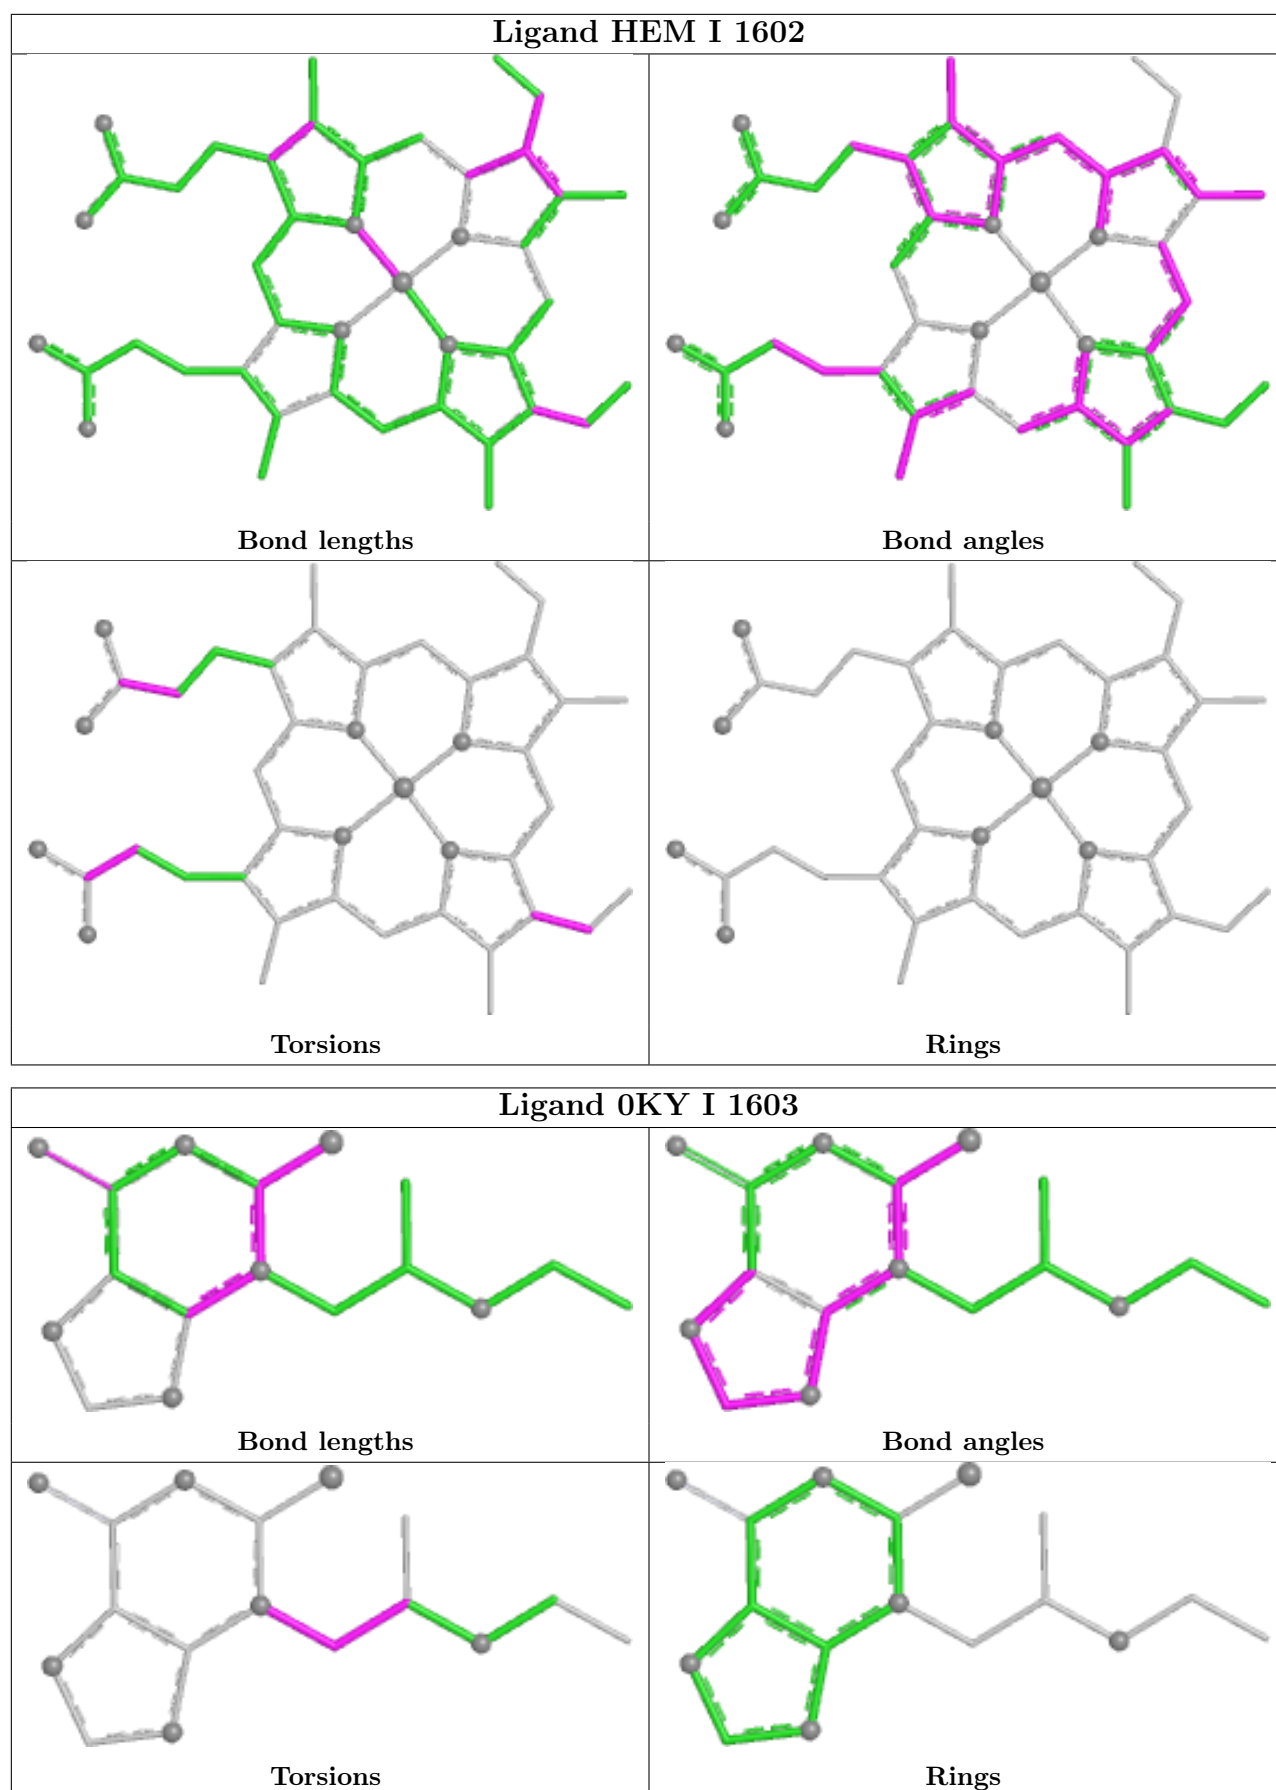 Ligand HEM I 1602
Bond lengths
Bond angles
Torsions
Rings
Ligand 0KY I 1603
Bond lengths
Bond angles
Torsions
Rings